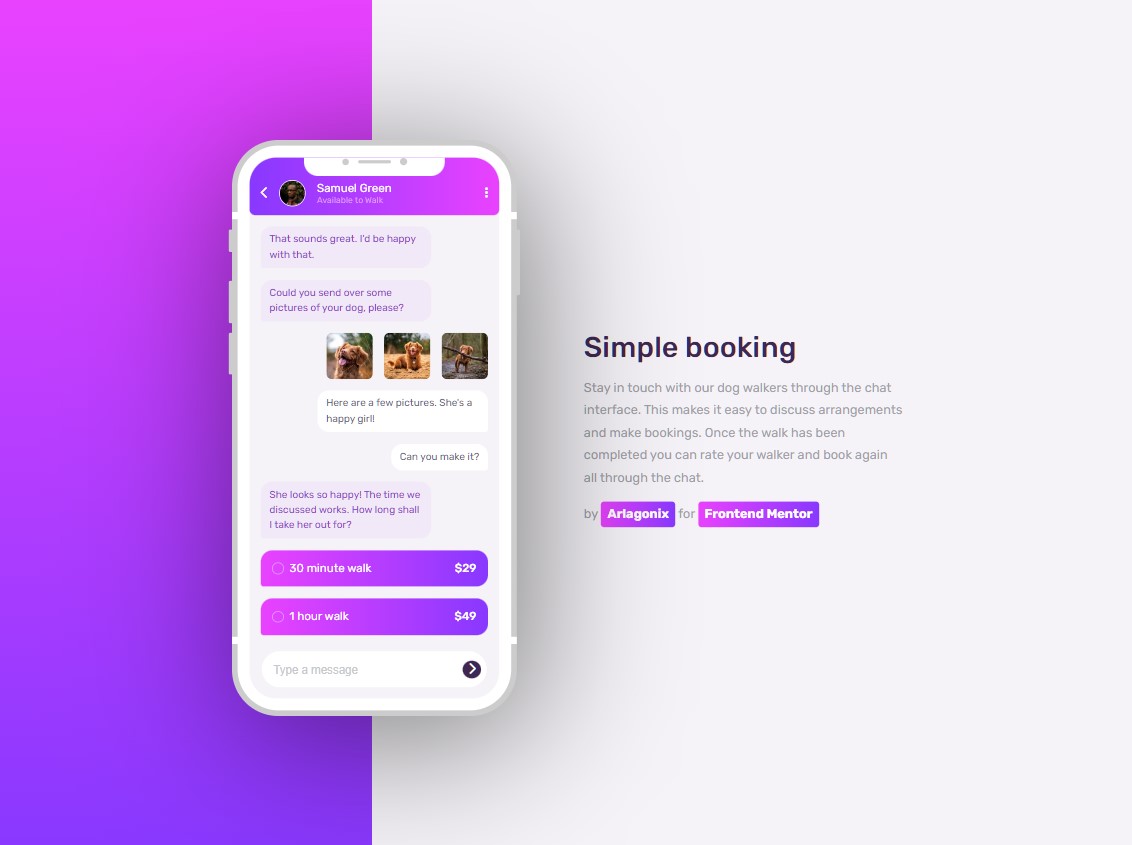 Samuel Green
Available to Walk
That sounds great. I'd be happy
with that.
Could you send over some
pictures of your dog, please?
Here are a few pictures. She's a
happy girl!
Can you make it?
She looks so happy! The time we
discussed works. How long shall
I take her out for?
30 minute walk $29
1 hour walk $49
Type a message
Simple booking
Stay in touch with our dog walkers through the chat
interface. This makes it easy to discuss arrangements
and make bookings. Once the walk has been
completed you can rate your walker and book again
all through the chat.
by Arlagonix for Frontend Mentor